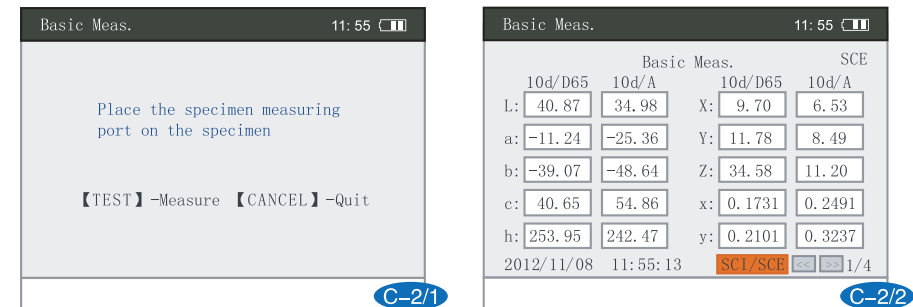 Basic Meas. 11: 55
Place the specimen measuring
port on the specimen
【TEST】-Measure 【CANCEL】-Quit
C-2/1
Basic Meas. 11: 55
Basic Meas. SCE
10d/D65 10d/A 10d/D65 10d/A
L: 40.87 34.98 X: 9.70 6.53
a: -11.24 -25.36 Y: 11.78 8.49
b: -39.07 -48.64 Z: 34.58 11.20
c: 40.65 54.86 x: 0.1731 0.2491
h: 253.95 242.47 y: 0.2101 0.3237
2012/11/08 11:55:13 SCI/SCE << >> 1/4
C-2/2